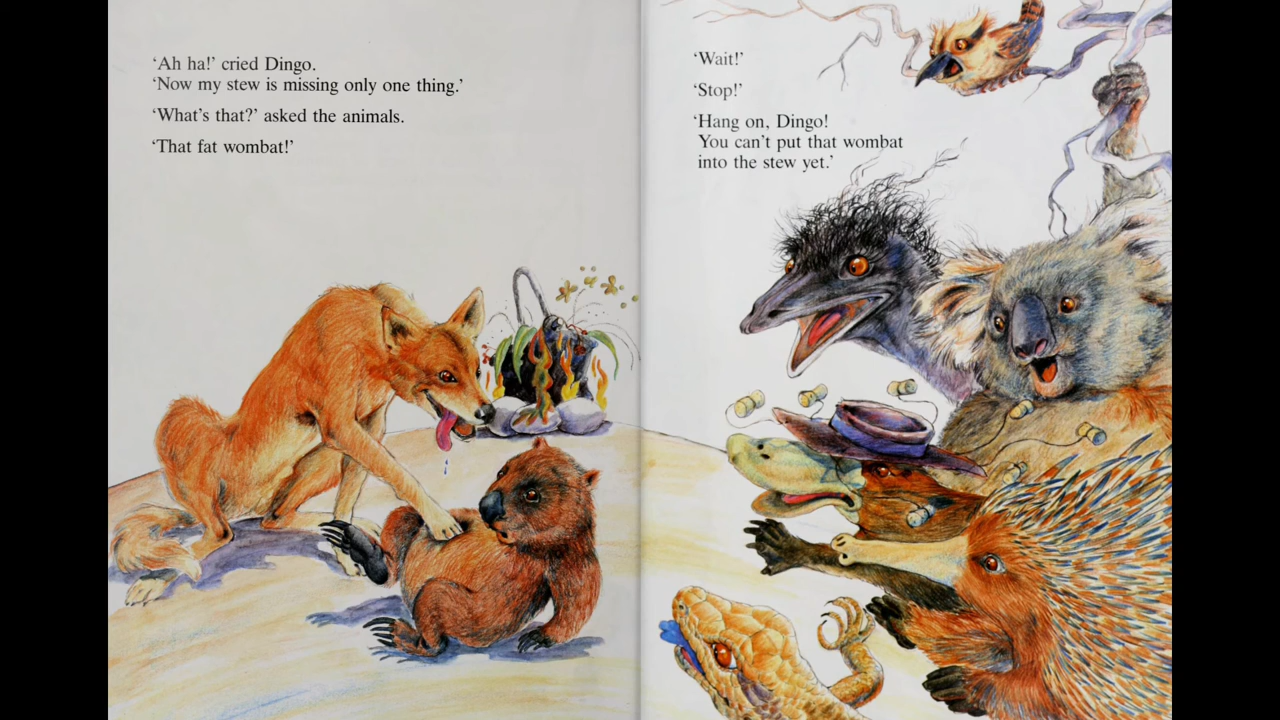 ‘Ah ha!’ cried Dingo.
‘Now my stew is missing only one thing.’
‘What’s that?’ asked the animals.
‘That fat wombat!’
‘Wait!’
‘Stop!’
‘Hang on, Dingo!
You can’t put that wombat
into the stew yet.’